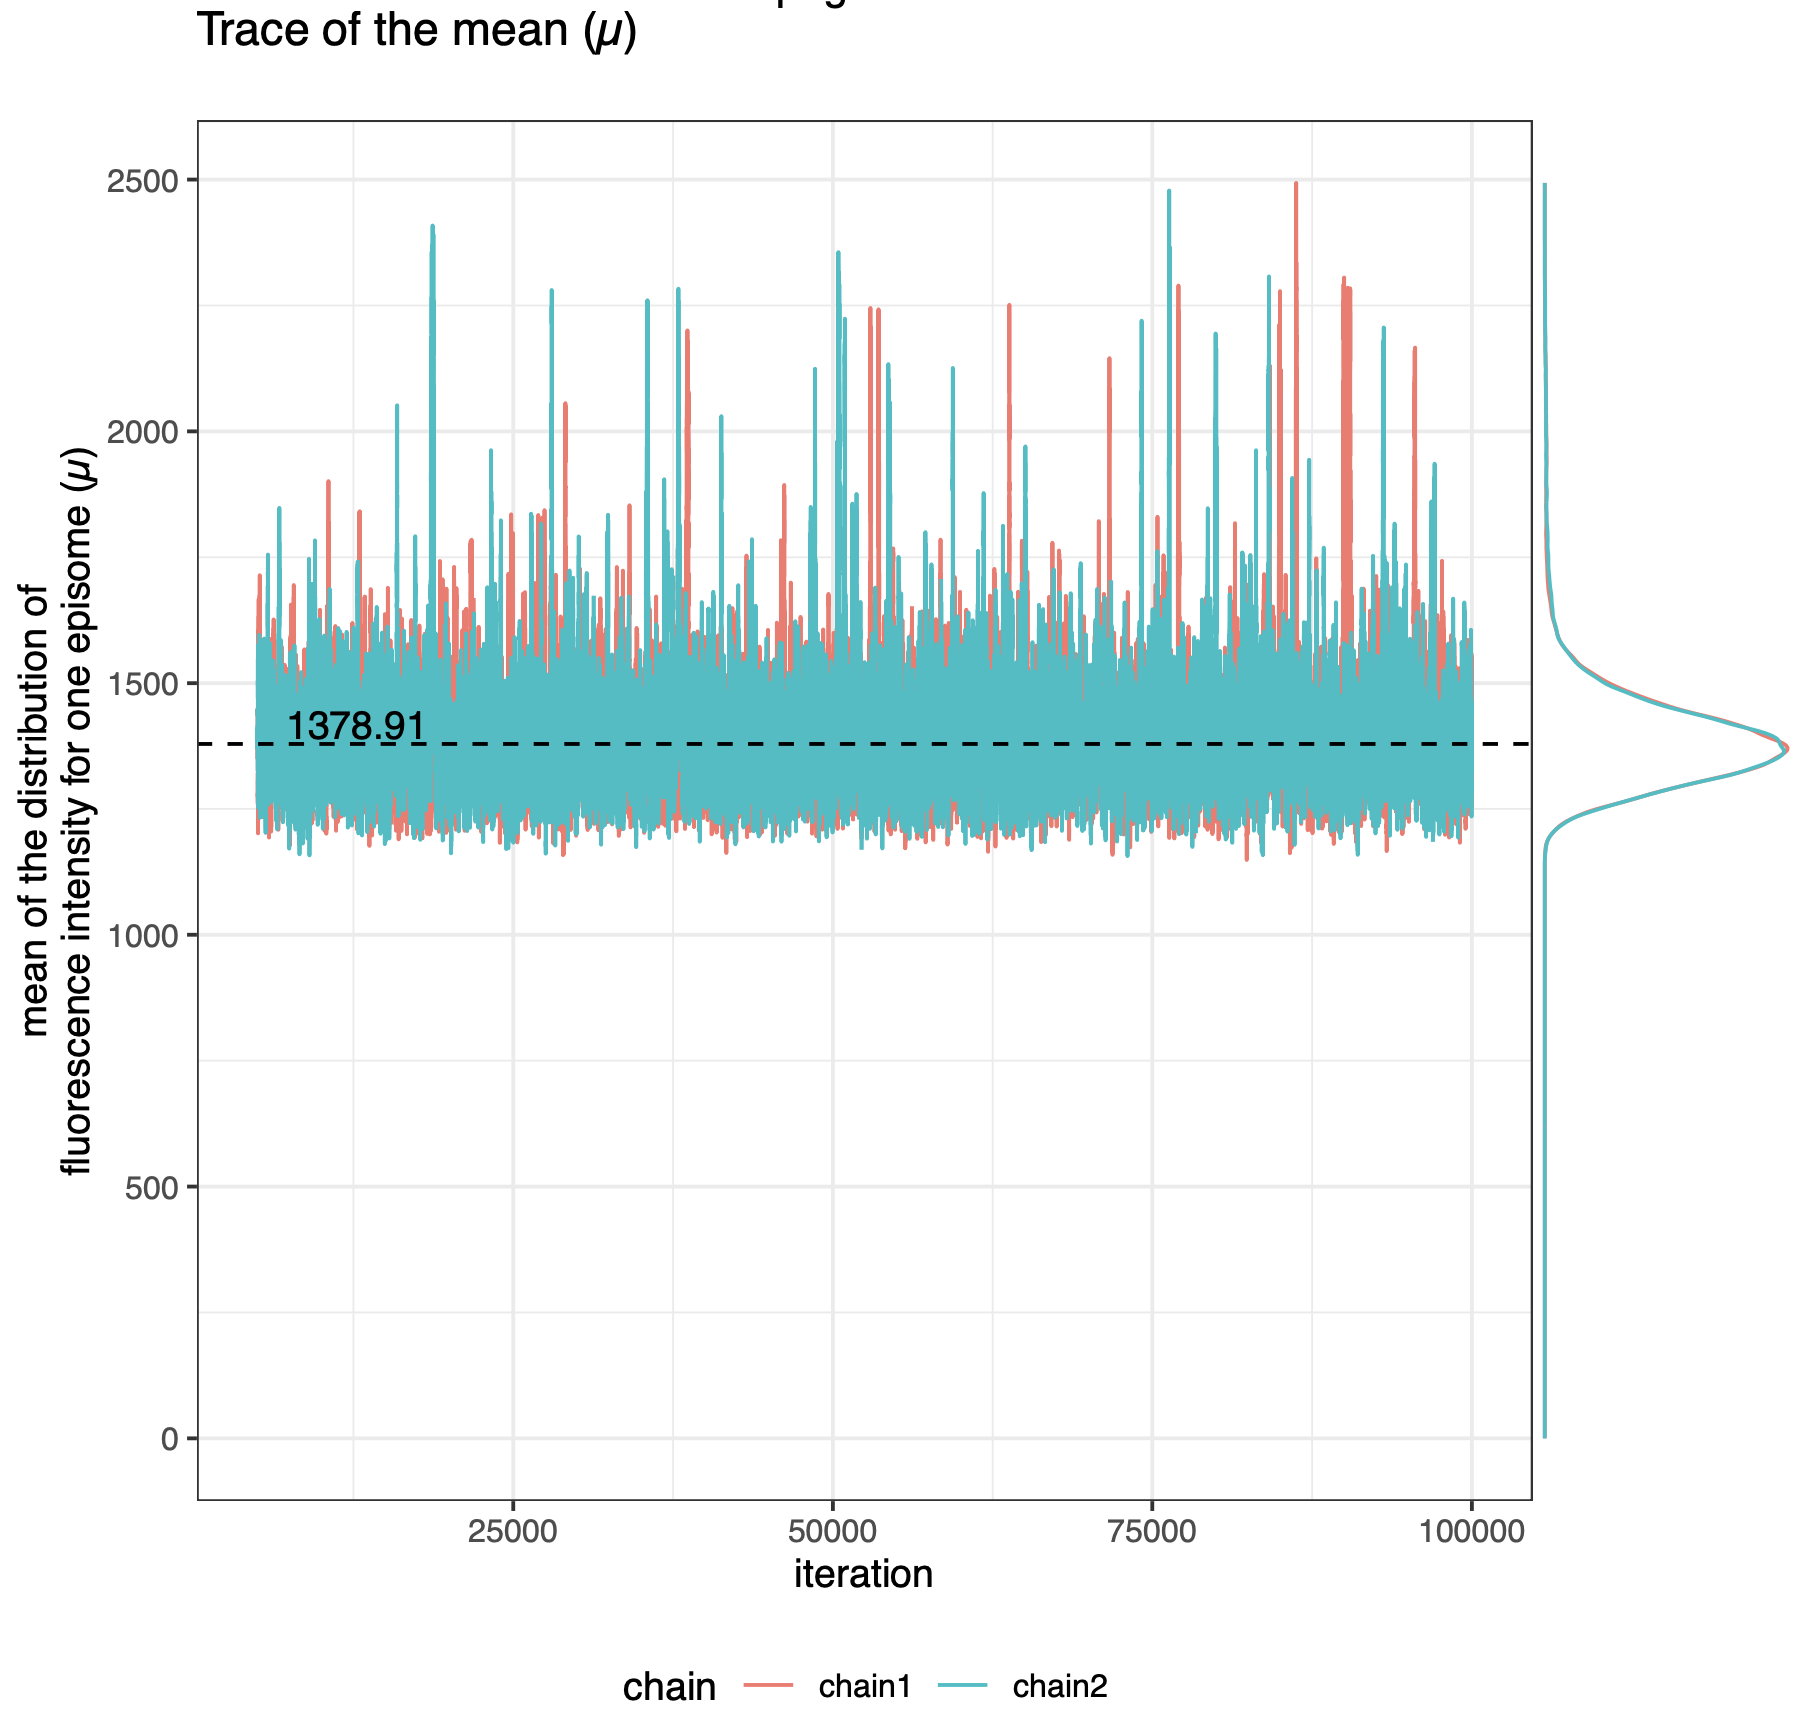 Trace of the mean (μ)
2500
2000
1500
1000
500
0
mean of the distribution of
fluorescence intensity for one episome (μ)
1378.91
25000
50000
75000
100000
iteration
chain
chain1
chain2